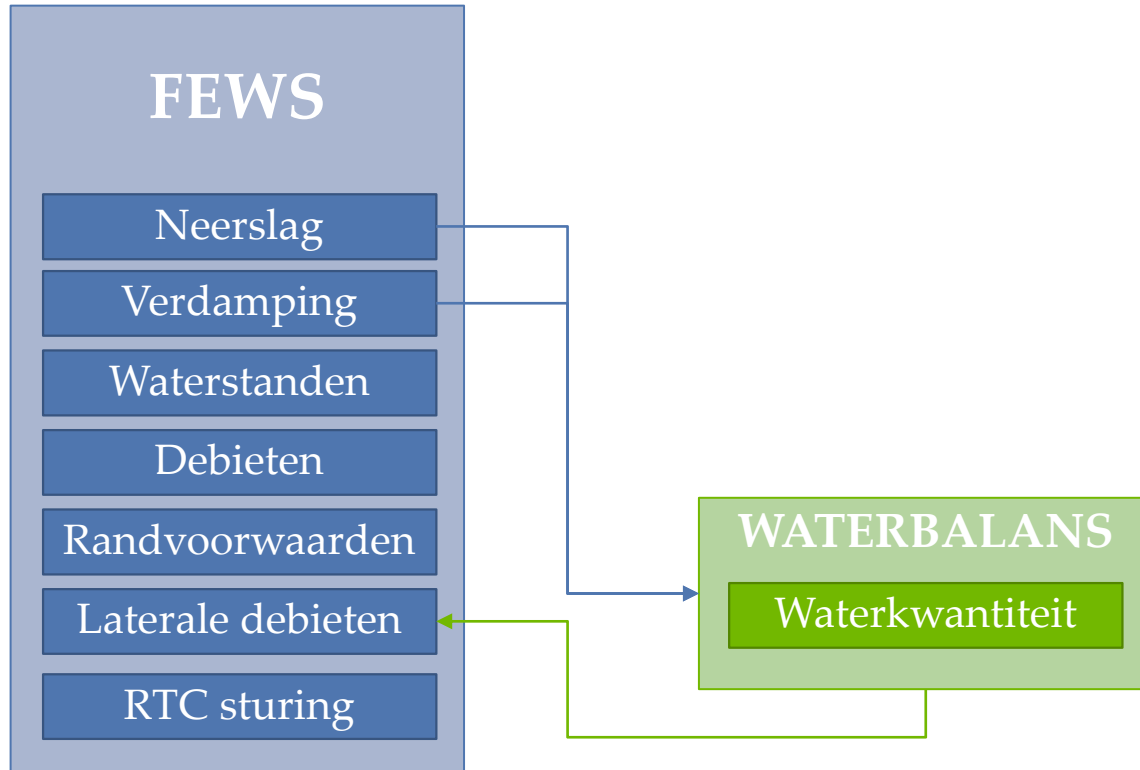 FEWS
Neerslag
Verdamping
Waterstanden
Debieten
Randvoorwaarden
Laterale debieten
RTC sturing
WATERBALANS
Waterkwantiteit